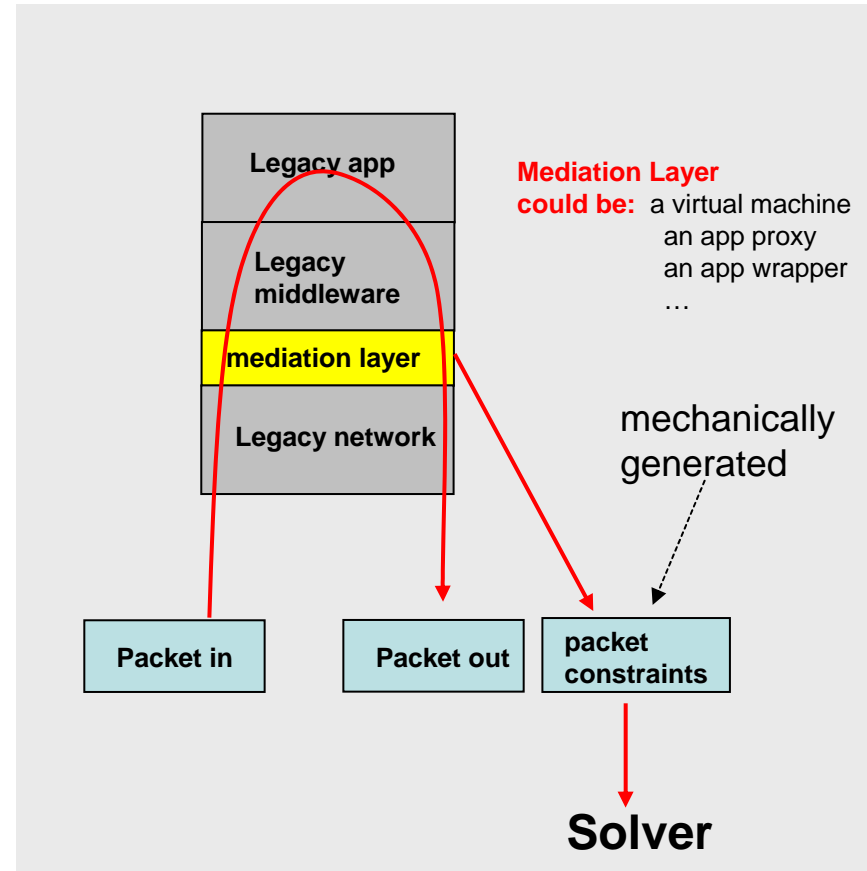 Legacy app
Mediation Layer
could be: a virtual machine
an app proxy
an app wrapper
…
Legacy
middleware
mediation layer
Legacy network
mechanically
generated
Packet in
Packet out
packet
constraints
Solver